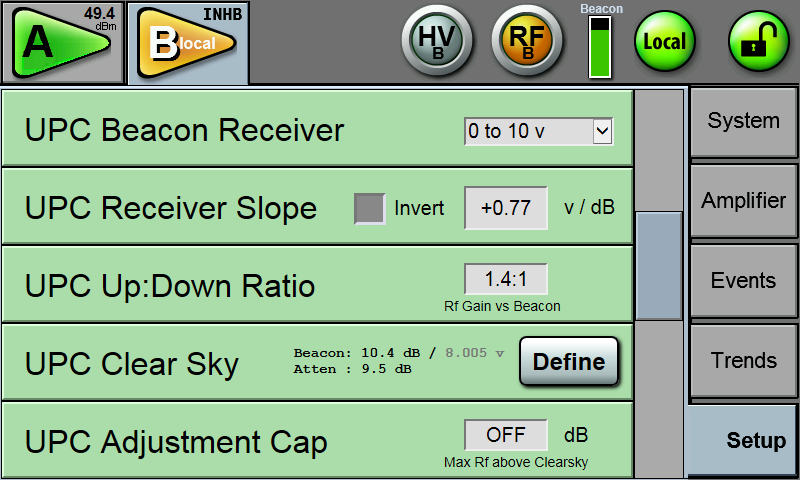 A
49.4
dBm
INHB
B local
HV
B
RF
B
Beacon
Local
UPC Beacon Receiver
0 to 10 v
UPC Receiver Slope
Invert
+0.77
v / dB
UPC Up:Down Ratio
1.4:1
Rf Gain vs Beacon
UPC Clear Sky
Beacon: 10.4 dB / 8.005 v
Atten : 9.5 dB
Define
UPC Adjustment Cap
OFF
dB
Max Rf above Clearsky
System
Amplifier
Events
Trends
Setup